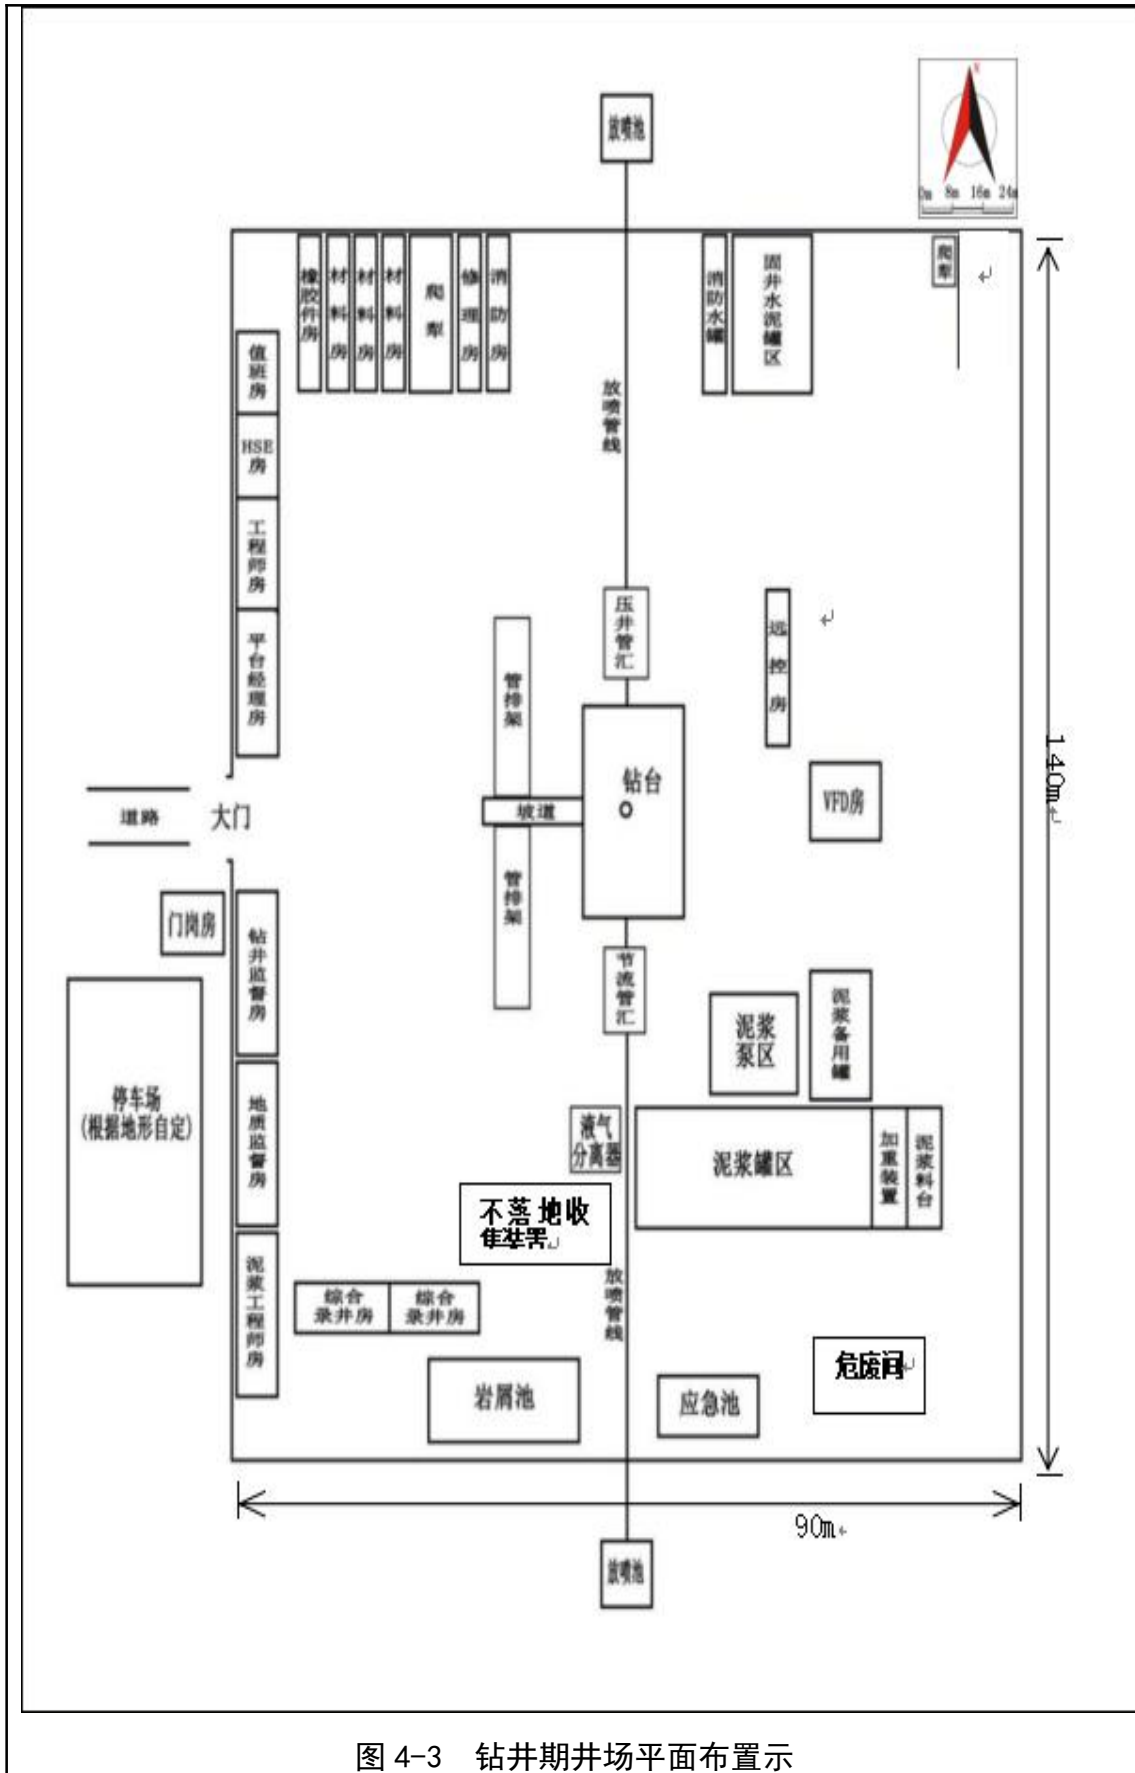 放喷池
N
0m 8m 16m 24m
橡胶件房
材料房
材料房
材料房
爬犁
修理房
消防房
消防水罐
固井水泥罐区
爬犁
值班房
HSE房
工程师房
平台经理房
放喷管线
压井管汇
远控房
管排架
钻台
坡道
VFD房
140m
道路
大门
管排架
门岗房
钻井监督房
节流管汇
泥浆
泵区
泥浆备用罐
停车场
(根据地形自定)
地质监督房
液气
分离器
泥浆罐区
加重装置
泥浆料台
不落地收
集装置
泥浆工程师房
综合
录井房
综合
录井房
放喷管线
危废间
岩屑池
应急池
90m
放喷池
图 4-3 钻井期井场平面布置示